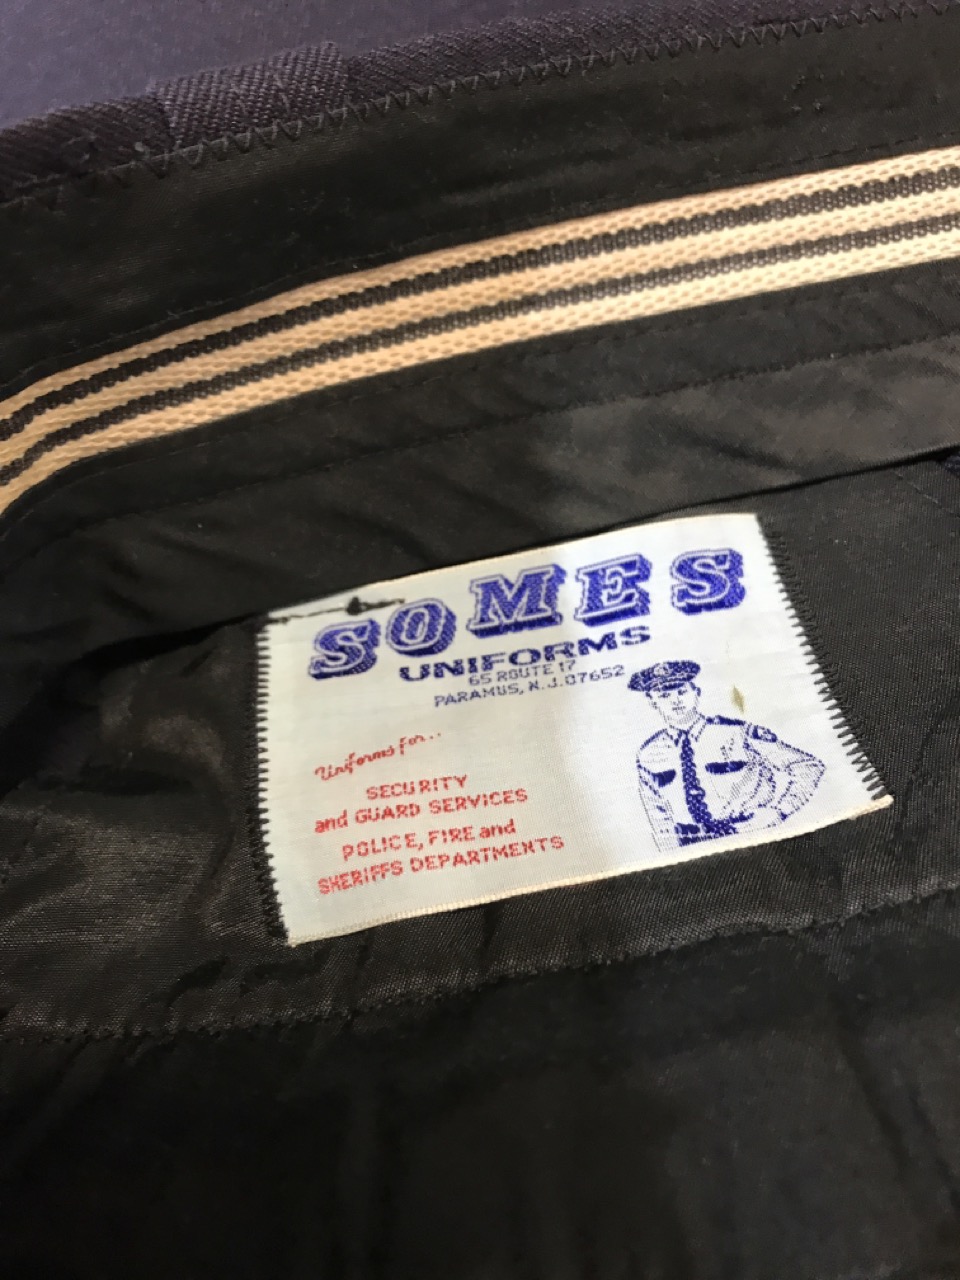 SOMES
UNIFORMS
65 ROUTE 17
PARAMUS, N.J. 07652
Uniforms for...
SECURITY
and GUARD SERVICES
POLICE, FIRE and
SHERIFFS DEPARTMENTS